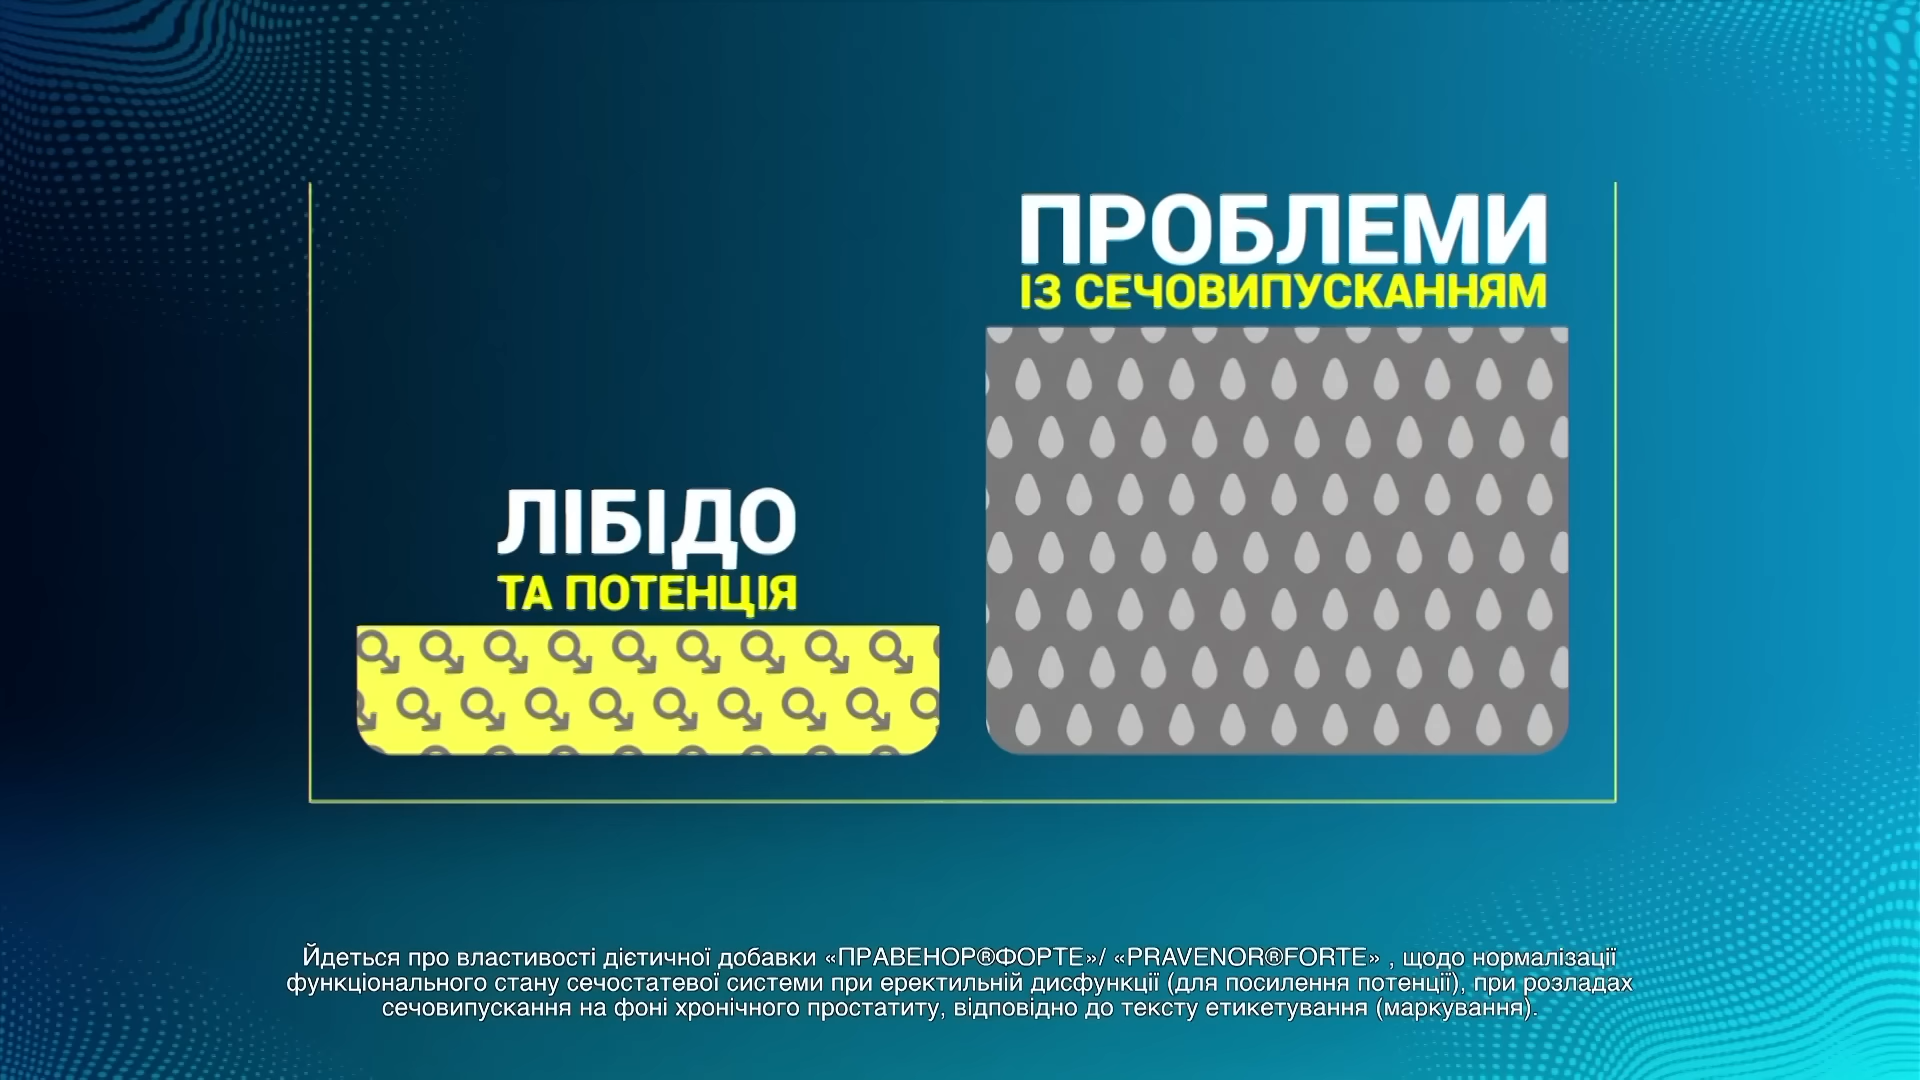 ПРОБЛЕМИ
ІЗ СЕЧОВИПУСКАННЯМ
ЛІБІДО
ТА ПОТЕНЦІЯ
Йдеться про властивості дієтичної добавки «ПРАВЕНОР®ФОРТЕ»/ «PRAVENOR®FORTE» , щодо нормалізації
функціонального стану сечостатевої системи при еректильній дисфункції (для посилення потенції), при розладах
сечовипускання на фоні хронічного простатиту, відповідно до тексту етикетування (маркування).